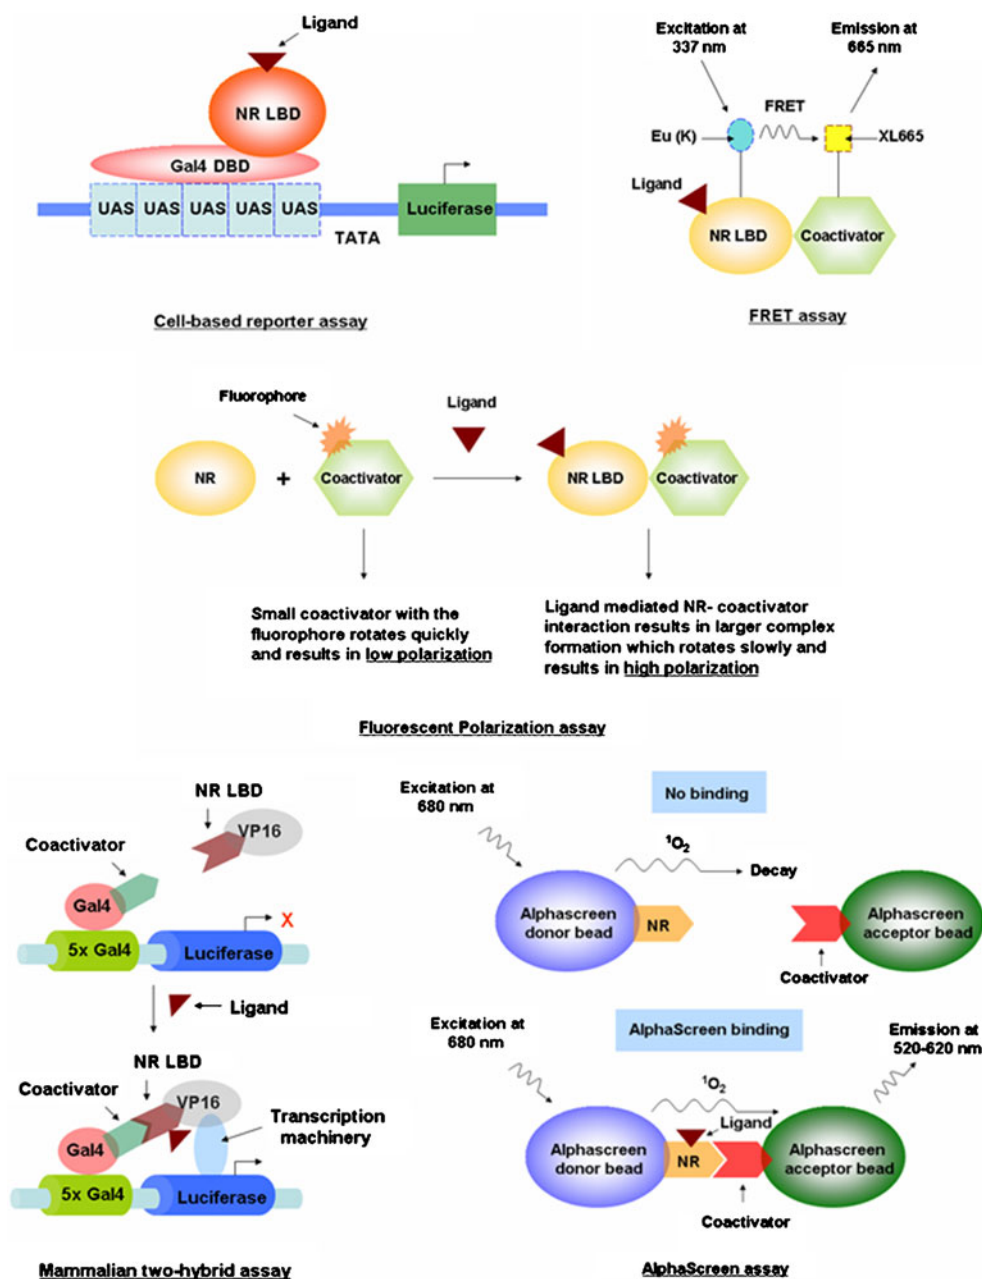 Ligand
NR LBD
Gal4 DBD
UAS UAS UAS UAS UAS
Luciferase
TATA
Cell-based reporter assay
Excitation at
337 nm
Emission at
665 nm
FRET
Eu (K)
XL665
Ligand
NR LBD
Coactivator
FRET assay
Fluorophore
Ligand
NR
+
Coactivator
NR LBD
Coactivator
Small coactivator with the
fluorophore rotates quickly
and results in low polarization
Ligand mediated NR- coactivator
interaction results in larger complex
formation which rotates slowly and
results in high polarization
Fluorescent Polarization assay
NR LBD
VP16
Coactivator
Gal4
X
5x Gal4
Luciferase
Ligand
NR LBD
Coactivator
VP16
Transcription
machinery
Gal4
5x Gal4
Luciferase
Mammalian two-hybrid assay
Excitation at
680 nm
No binding
¹O₂
Decay
Alphascreen
donor bead
NR
Alphascreen
acceptor bead
Coactivator
Excitation at
680 nm
AlphaScreen binding
Emission at
520-620 nm
¹O₂
Ligand
Alphascreen
donor bead
NR
Alphascreen
acceptor bead
Coactivator
AlphaScreen assay